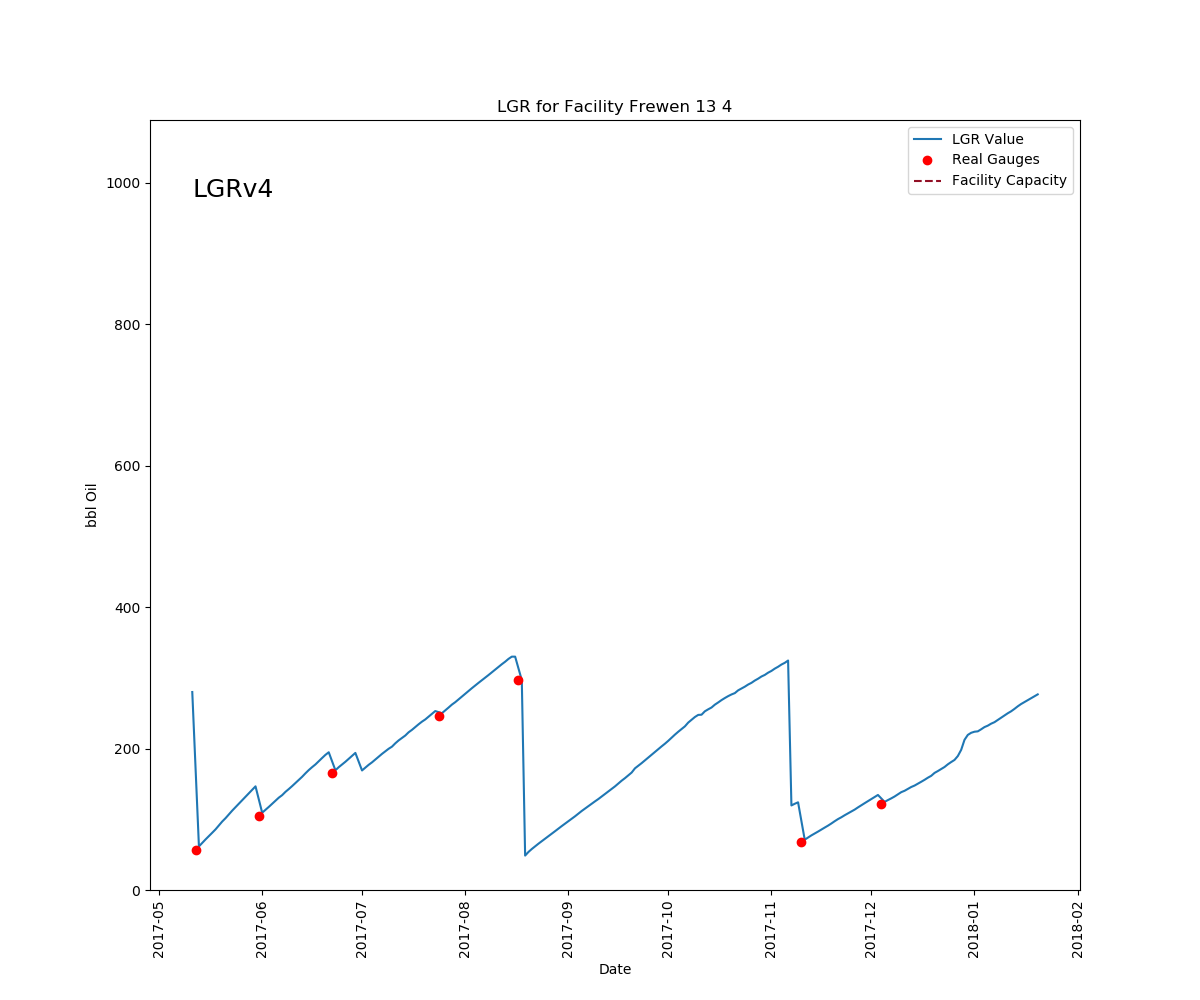 LGR for Facility Frewen 13 4
LGR Value
Real Gauges
Facility Capacity
LGRv4
1000
800
600
400
200
0
bbl Oil
2017-05
2017-06
2017-07
2017-08
2017-09
2017-10
2017-11
2017-12
2018-01
2018-02
Date